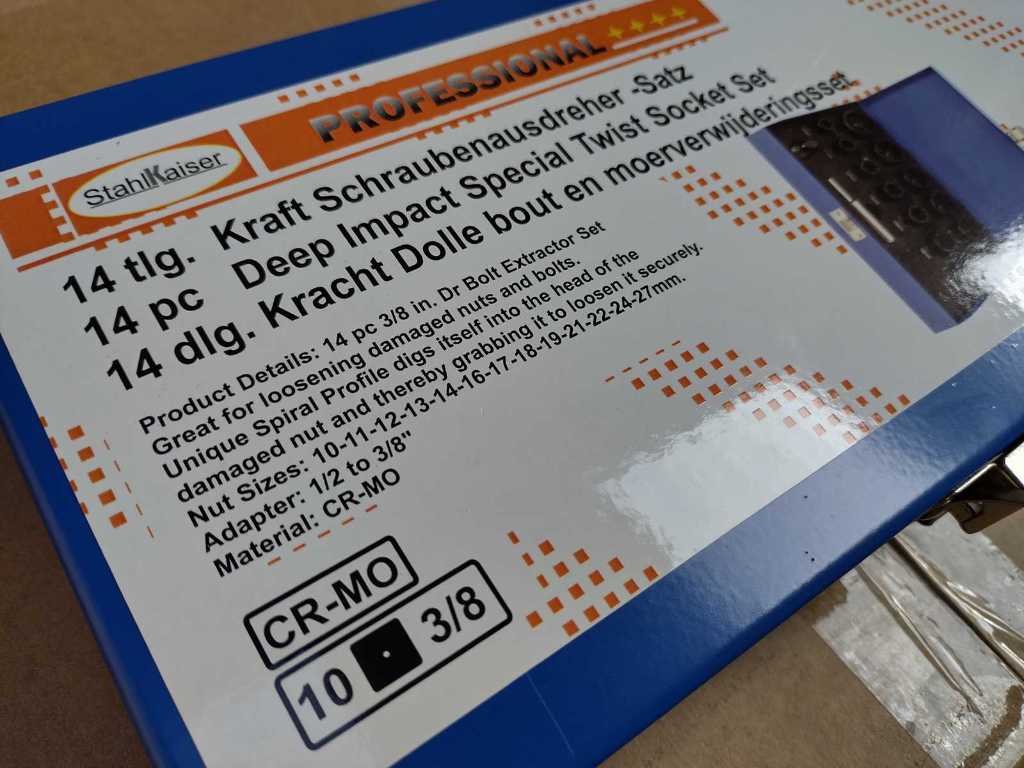 PROFESSIONAL ++++
StahlKaiser
14 tlg. Kraft Schraubenausdreher -Satz
14 pc Deep Impact Special Twist Socket Set
14 dlg. Kracht Dolle bout en moerverwijderingsset
Product Details: 14 pc 3/8 in. Dr Bolt Extractor Set
Great for loosening damaged nuts and bolts.
Unique Spiral Profile digs itself into the head of the
damaged nut and thereby grabbing it to loosen it securely.
Nut Sizes: 10-11-12-13-14-16-17-18-19-21-22-24-27mm.
Adapter: 1/2 to 3/8"
Material: CR-MO
CR-MO
10 3/8